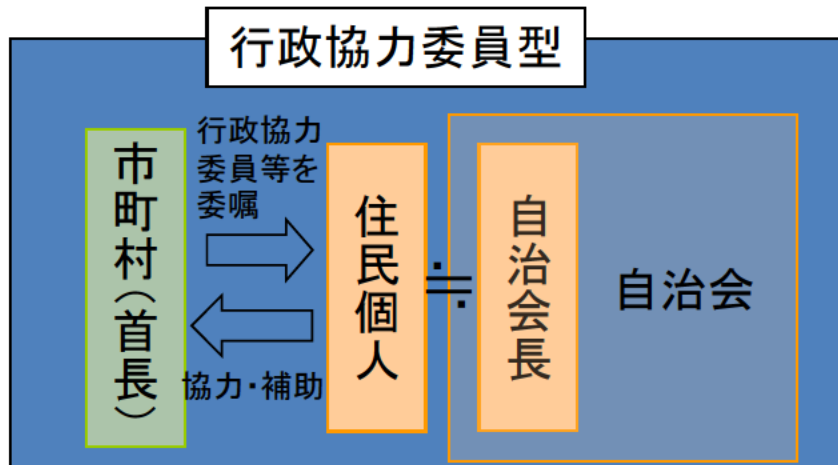 行政協力委員型
行政協力
委員等を
委嘱
市町村(首長)
住民個人
≒
自治会長
自治会
協力・補助